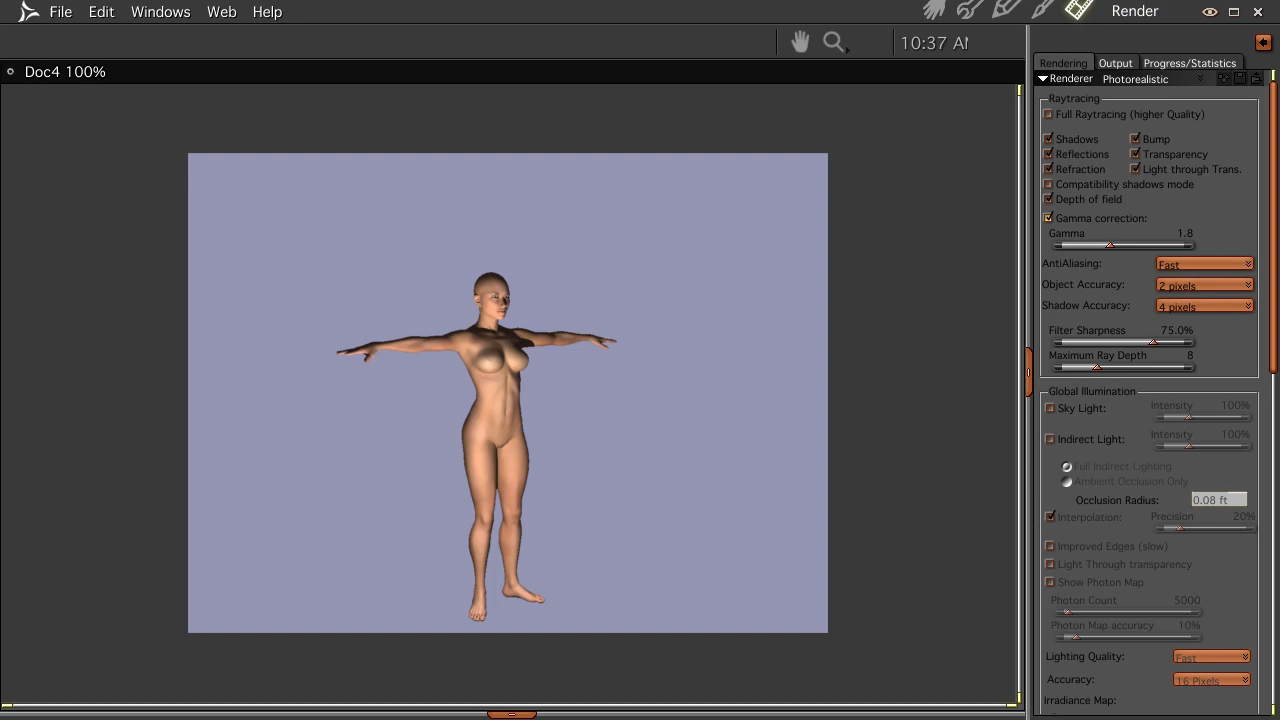 File Edit Windows Web Help Render
10:37 AM
Doc4 100%
Rendering Output Progress/Statistics
Renderer Photorealistic
Raytracing
Full Raytracing (higher Quality)
Shadows Bump
Reflections Transparency
Refraction Light through Trans.
Compatibility shadows mode
Depth of field
Gamma correction:
Gamma 1.8
AntiAliasing: Fast
Object Accuracy: 2 pixels
Shadow Accuracy: 4 pixels
Filter Sharpness 75.0%
Maximum Ray Depth 8
Global Illumination
Sky Light: Intensity 100%
Indirect Light: Intensity 100%
Full Indirect Lighting
Ambient Occlusion Only
Occlusion Radius: 0.08 ft
Interpolation: Precision 20%
Improved Edges (slow)
Light Through transparency
Show Photon Map
Photon Count 5000
Photon Map accuracy 10%
Lighting Quality: Fast
Accuracy: 16 Pixels
Irradiance Map: